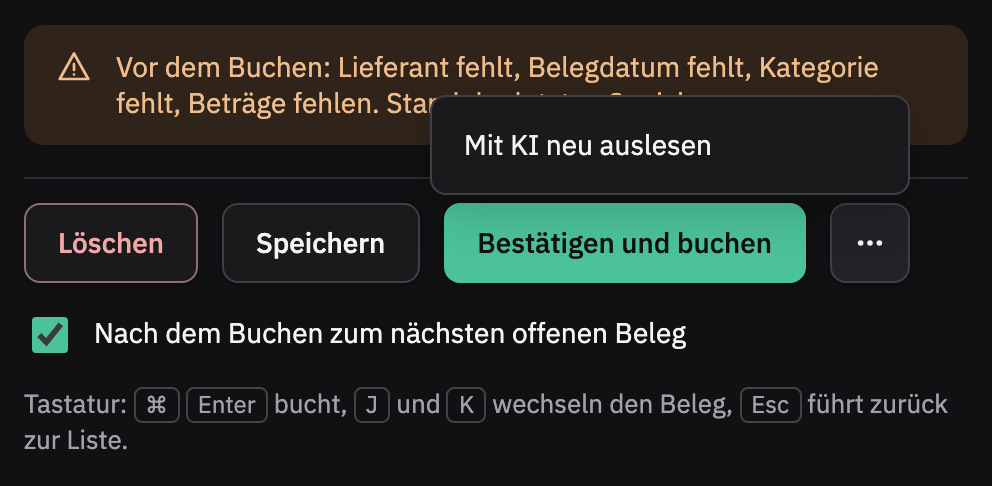 Vor dem Buchen: Lieferant fehlt, Belegdatum fehlt, Kategorie
fehlt, Beträge fehlen.
Mit KI neu auslesen
Löschen
Speichern
Bestätigen und buchen
Nach dem Buchen zum nächsten offenen Beleg
Tastatur: ⌘ Enter bucht, J und K wechseln den Beleg, Esc führt zurück
zur Liste.